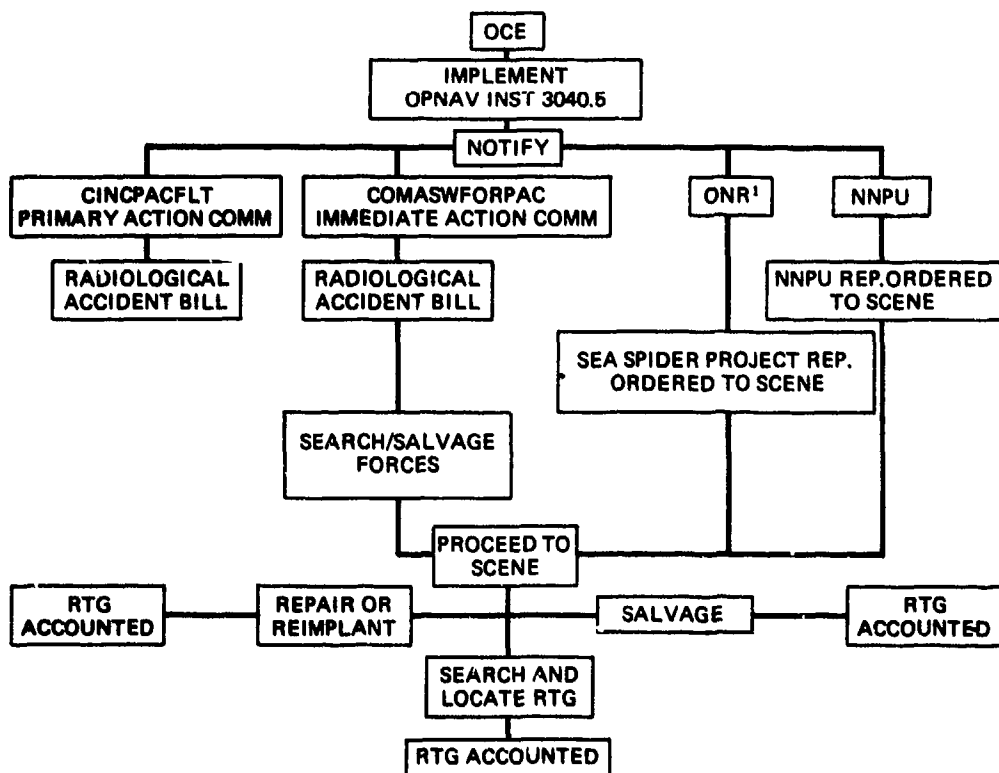 OCE
IMPLEMENT
OPNAV INST 3040.5
NOTIFY
CINCPACFLT
PRIMARY ACTION COMM
COMASWFORPAC
IMMEDIATE ACTION COMM
ONR¹
NNPU
RADIOLOGICAL
ACCIDENT BILL
RADIOLOGICAL
ACCIDENT BILL
NNPU REP. ORDERED
TO SCENE
SEA SPIDER PROJECT REP.
ORDERED TO SCENE
SEARCH/SALVAGE
FORCES
PROCEED TO
SCENE
RTG
ACCOUNTED
REPAIR OR
REIMPLANT
SALVAGE
RTG
ACCOUNTED
SEARCH AND
LOCATE RTG
RTG ACCOUNTED